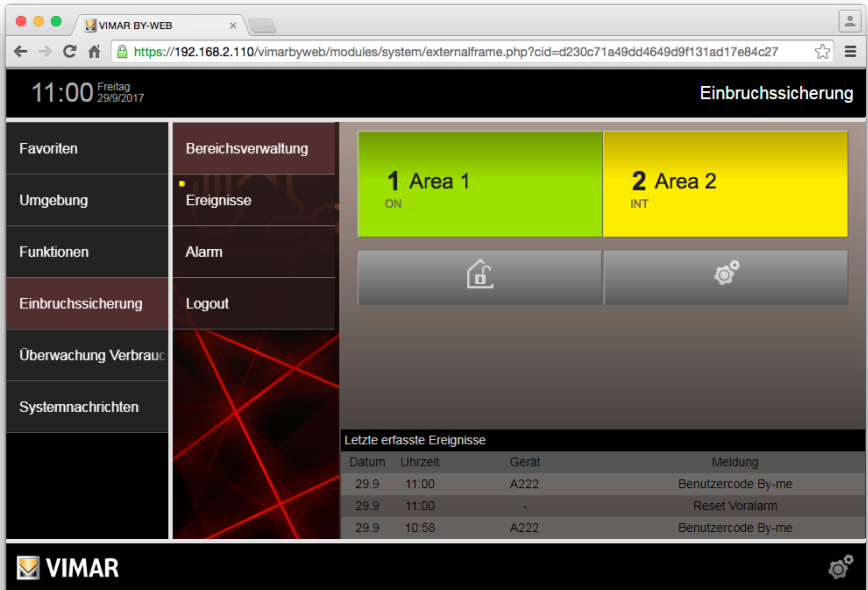 VIMAR BY-WEB
https://192.168.2.110/vimarbyweb/modules/system/externalframe.php?cid=d230c71a49dd4649d9f131ad17e84c27
11:00 Freitag
29/9/2017
Einbruchssicherung
Favoriten
Umgebung
Funktionen
Einbruchssicherung
Überwachung Verbrauc
Systemnachrichten
Bereichsverwaltung
Ereignisse
Alarm
Logout
1 Area 1
ON
2 Area 2
INT
Letzte erfasste Ereignisse
Datum Uhrzeit Gerät Meldung
29.9 11:00 A222 Benutzercode By-me
29.9 11:00 - Reset Voralarm
29.9 10:58 A222 Benutzercode By-me
VIMAR